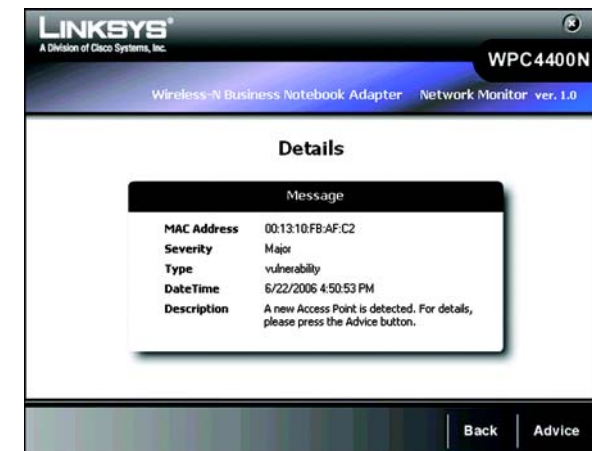 LINKSYS®
A Division of Cisco Systems, Inc.
WPC4400N
Wireless-N Business Notebook Adapter Network Monitor ver. 1.0
Details
Message
MAC Address 00:13:10:FB:AF:C2
Severity Major
Type vulnerability
DateTime 6/22/2006 4:50:53 PM
Description A new Access Point is detected. For details,
please press the Advice button.
Back Advice